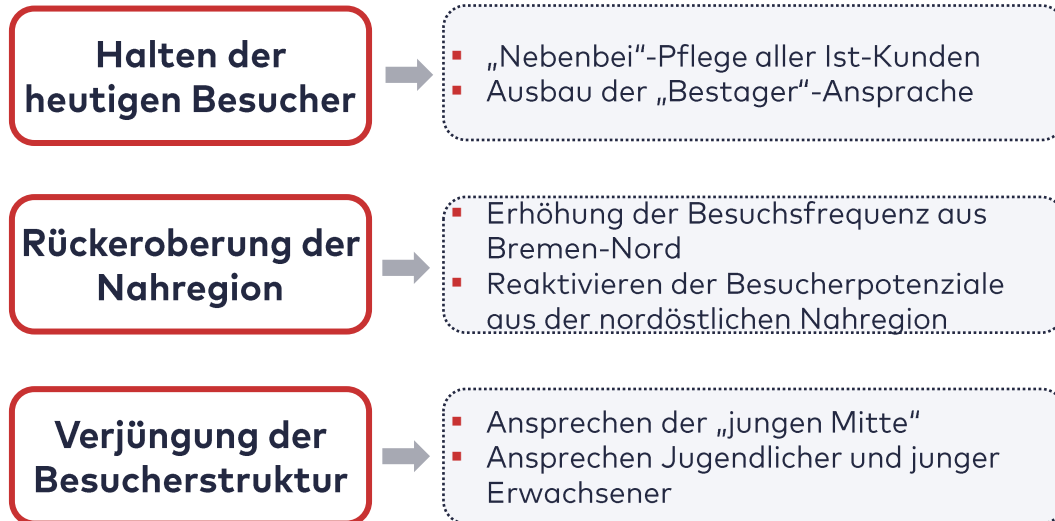 Halten der
heutigen Besucher
„Nebenbei“-Pflege aller Ist-Kunden
Ausbau der „Bestager“-Ansprache
Rückeroberung der
Nahregion
Erhöhung der Besuchsfrequenz aus
Bremen-Nord
Reaktivieren der Besucherpotenziale
aus der nordöstlichen Nahregion
Verjüngung der
Besucherstruktur
Ansprechen der „jungen Mitte“
Ansprechen Jugendlicher und junger
Erwachsener